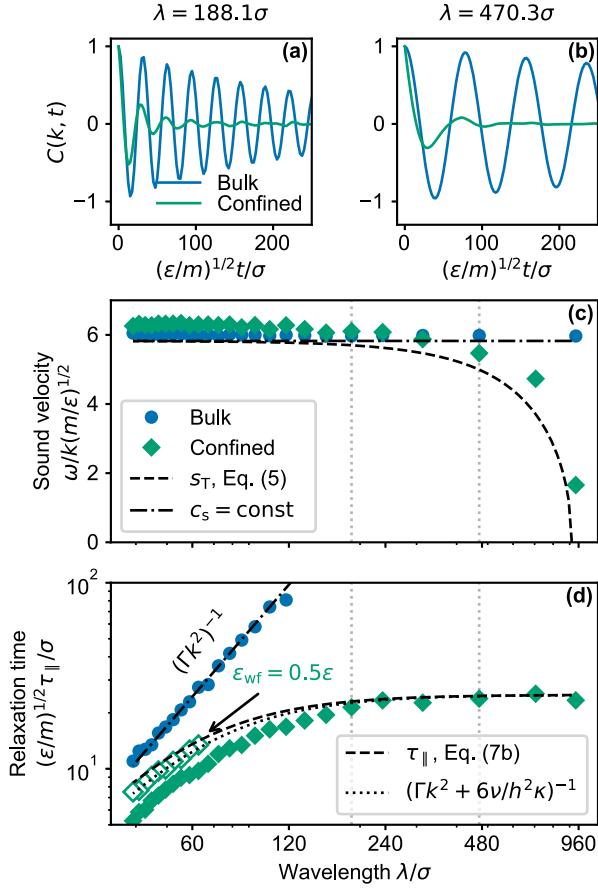 λ = 188.1σ
λ = 470.3σ
(a)
(b)
1
0
−1
C(k, t)
Bulk
Confined
0
100
200
(ε/m)^{1/2}t/σ
1
0
−1
0
100
200
(ε/m)^{1/2}t/σ
(c)
6
4
2
0
Sound velocity
ω/k(m/ε)^{1/2}
Bulk
Confined
s_T, Eq. (5)
c_s = const
(d)
10^2
10^1
Relaxation time
(ε/m)^{1/2}τ_∥/σ
(Γk^2)^{−1}
ε_wf = 0.5ε
τ_∥, Eq. (7b)
(Γk^2 + 6ν/h^2κ)^{−1}
60
120
240
480
960
Wavelength λ/σ